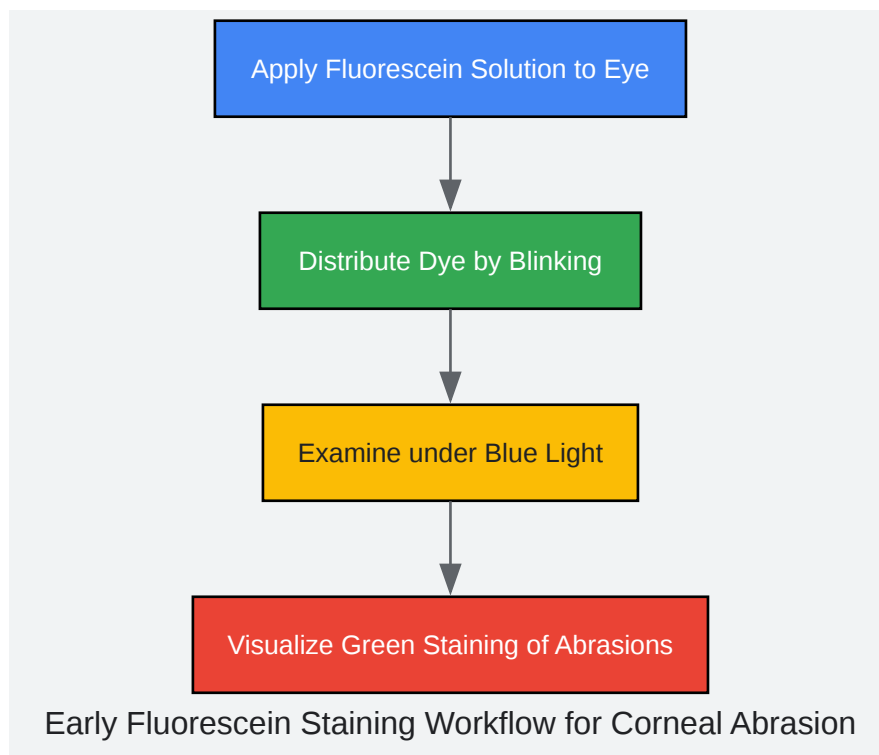 Apply Fluorescein Solution to Eye
Distribute Dye by Blinking
Examine under Blue Light
Visualize Green Staining of Abrasions
Early Fluorescein Staining Workflow for Corneal Abrasion